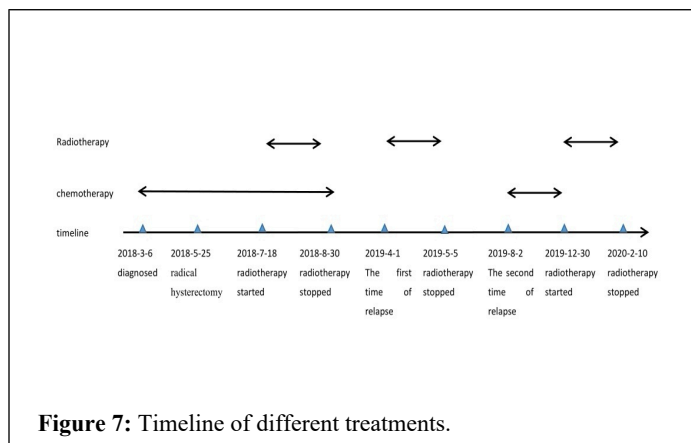 Radiotherapy
chemotherapy
timeline
2018-3-6 2018-5-25 2018-7-18 2018-8-30 2019-4-1 2019-5-5 2019-8-2 2019-12-30 2020-2-10
diagnosed radical radiotherapy radiotherapy The first radiotherapy The second radiotherapy radiotherapy
hysterectomy started stopped time of stopped time of started stopped
relapse relapse
Figure 7: Timeline of different treatments.